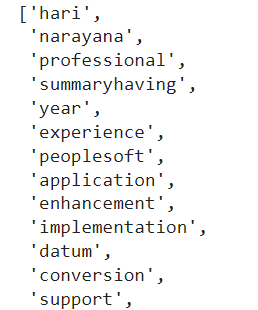 ['hari',
'narayana',
'professional',
'summaryhaving',
'year',
'experience',
'peoplesoft',
'application',
'enhancement',
'implementation',
'datum',
'conversion',
'support',